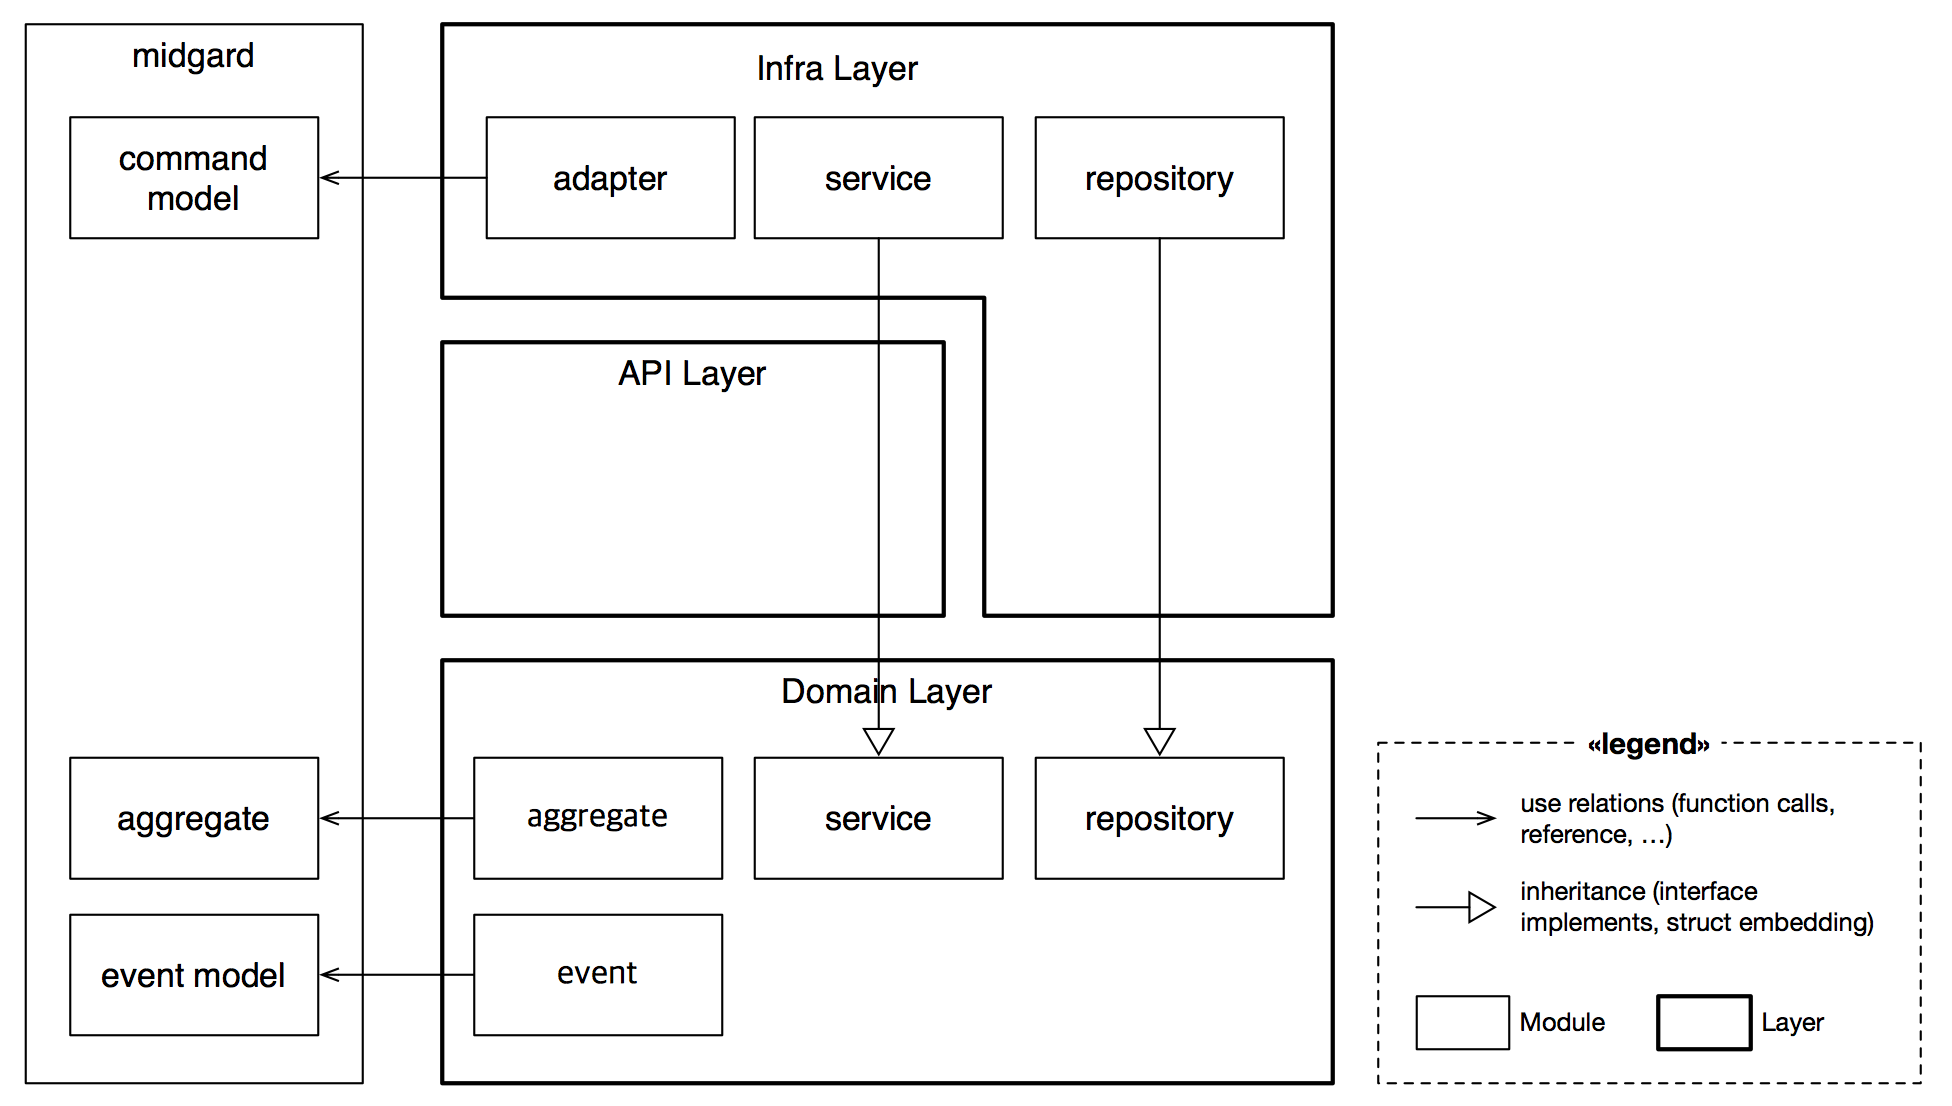 midgard
command
model
Infra Layer
adapter
service
repository
API Layer
Domain Layer
aggregate
aggregate
service
repository
event model
event
«legend»
use relations (function calls,
reference, …)
inheritance (interface
implements, struct embedding)
Module
Layer